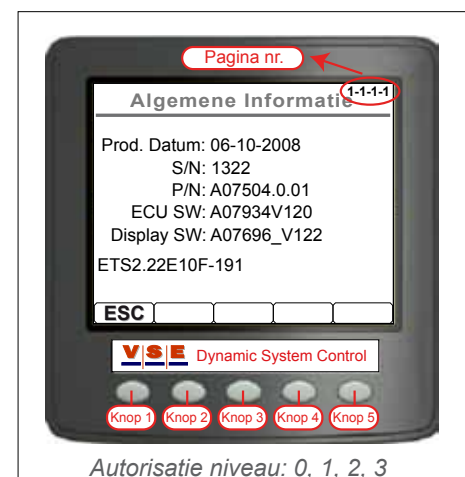 Pagina nr.
1-1-1-1
Algemene Informatie
Prod. Datum: 06-10-2008
S/N: 1322
P/N: A07504.0.01
ECU SW: A07934V120
Display SW: A07696_V122
ETS2.22E10F-191
ESC
VSE Dynamic System Control
Knop 1 Knop 2 Knop 3 Knop 4 Knop 5
Autorisatie niveau: 0, 1, 2, 3